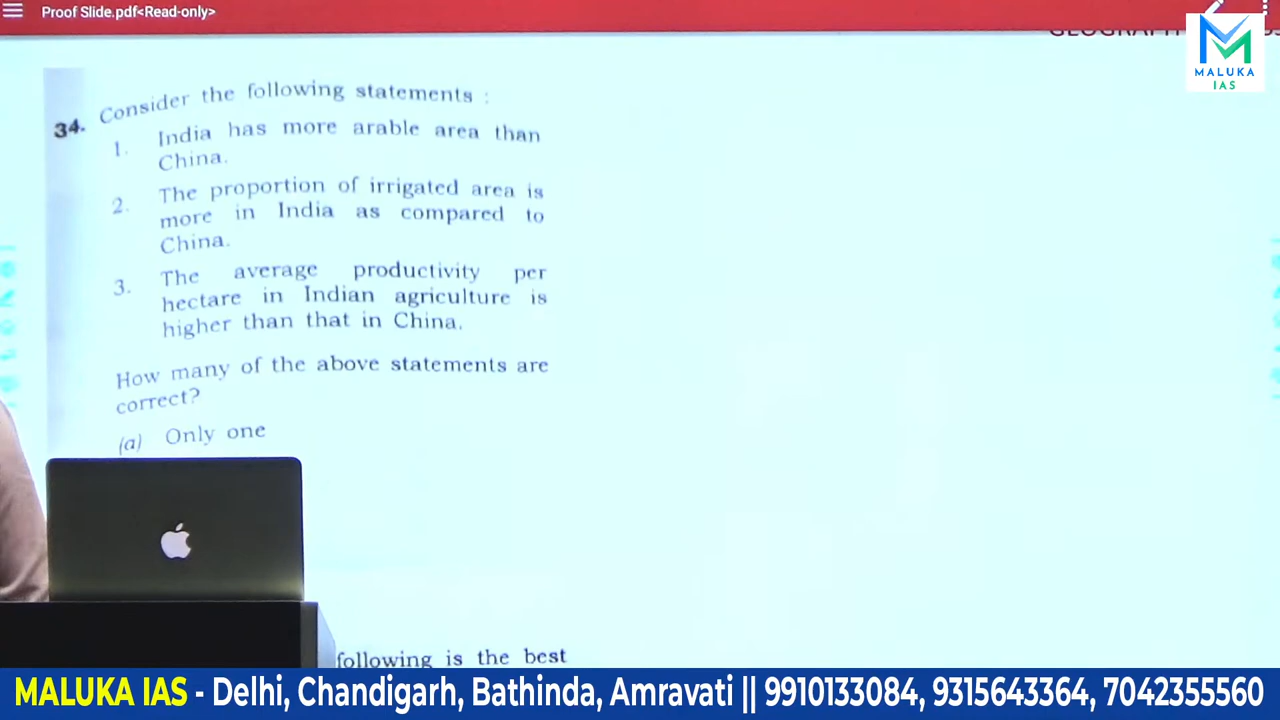 Proof Slide.pdf<Read-only>
MALUKA
IAS
34. Consider the following statements :
1. India has more arable area than
China.
2. The proportion of irrigated area is
more in India as compared to
China.
3. The average productivity per
hectare in Indian agriculture is
higher than that in China.
How many of the above statements are
correct?
(a) Only one
following is the best
MALUKA IAS - Delhi, Chandigarh, Bathinda, Amravati || 9910133084, 9315643364, 7042355560